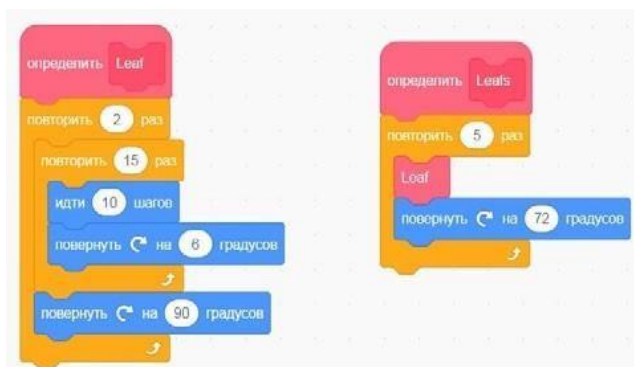 определить Leaf
повторить 2 раз
повторить 15 раз
идти 10 шагов
повернуть на 6 градусов
повернуть на 90 градусов
определить Leafs
повторить 5 раз
Leaf
повернуть на 72 градусов